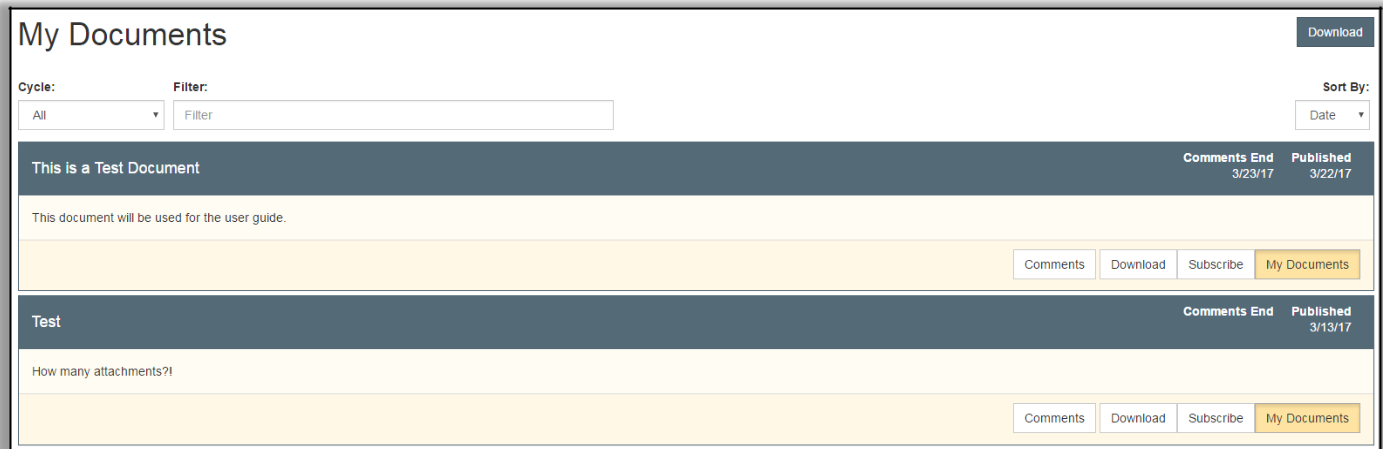 My Documents
Download
Cycle: Filter: Sort By:
All Filter Date
This is a Test Document Comments End Published
3/23/17 3/22/17
This document will be used for the user guide.
Comments Download Subscribe My Documents
Test Comments End Published
3/13/17
How many attachments?!
Comments Download Subscribe My Documents